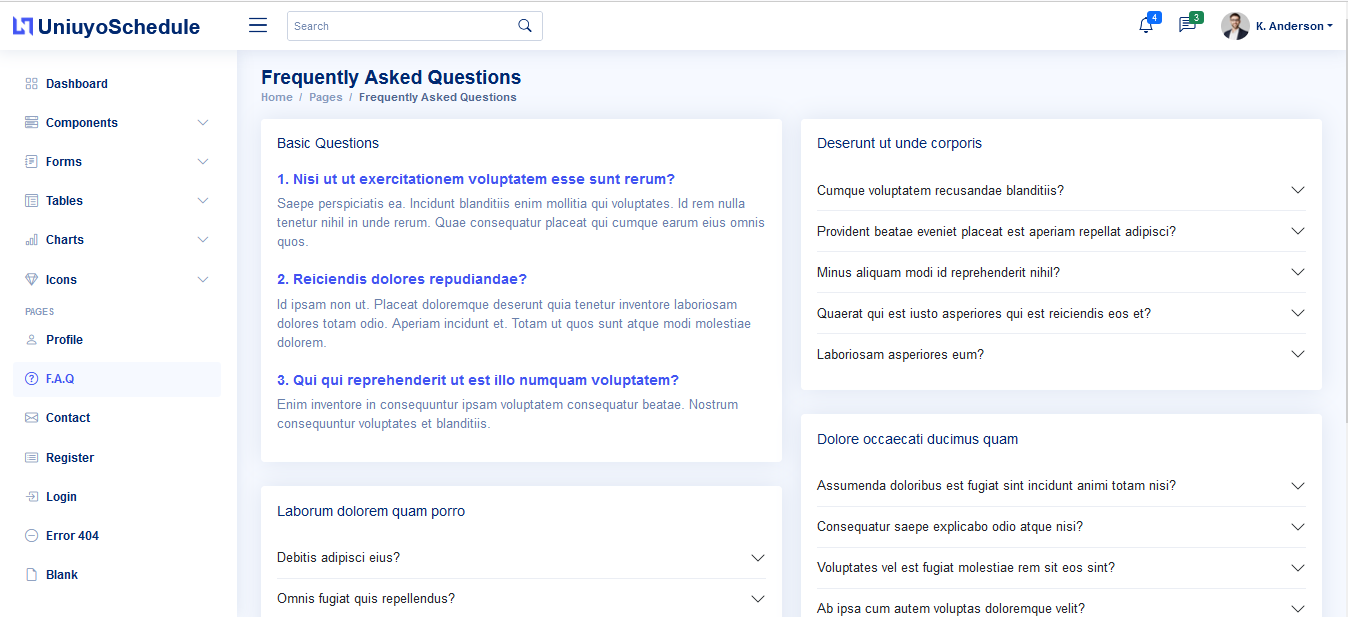 UniuyoSchedule
Search
4
3
K. Anderson
Dashboard
Components
Forms
Tables
Charts
Icons
PAGES
Profile
F.A.Q
Contact
Register
Login
Error 404
Blank
Frequently Asked Questions
Home / Pages / Frequently Asked Questions
Basic Questions
1. Nisi ut ut exercitationem voluptatem esse sunt rerum?
Saepe perspiciatis ea. Incidunt blanditiis enim mollitia qui voluptates. Id rem nulla
tenetur nihil in unde rerum. Quae consequatur placeat qui cumque earum eius omnis
quos.
2. Reiciendis dolores repudiandae?
Id ipsam non ut. Placeat doloremque deserunt quia tenetur inventore laboriosam
dolores totam odio. Aperiam incidunt et. Totam ut quos sunt atque modi molestiae
dolorem.
3. Qui qui reprehenderit ut est illo numquam voluptatem?
Enim inventore in consequuntur ipsam voluptatem consequatur beatae. Nostrum
consequuntur voluptates et blanditiis.
Laborum dolorem quam porro
Debitis adipisci eius?
Omnis fugiat quis repellendus?
Deserunt ut unde corporis
Cumque voluptatem recusandae blanditiis?
Provident beatae eveniet placeat est aperiam repellat adipisci?
Minus aliquam modi id reprehenderit nihil?
Quaerat qui est iusto asperiores qui est reiciendis eos et?
Laboriosam asperiores eum?
Dolore occaecati ducimus quam
Assumenda doloribus est fugiat sint incidunt animi totam nisi?
Consequatur saepe explicabo odio atque nisi?
Voluptates vel est fugiat molestiae rem sit eos sint?
Ab ipsa cum autem voluptas doloremque velit?